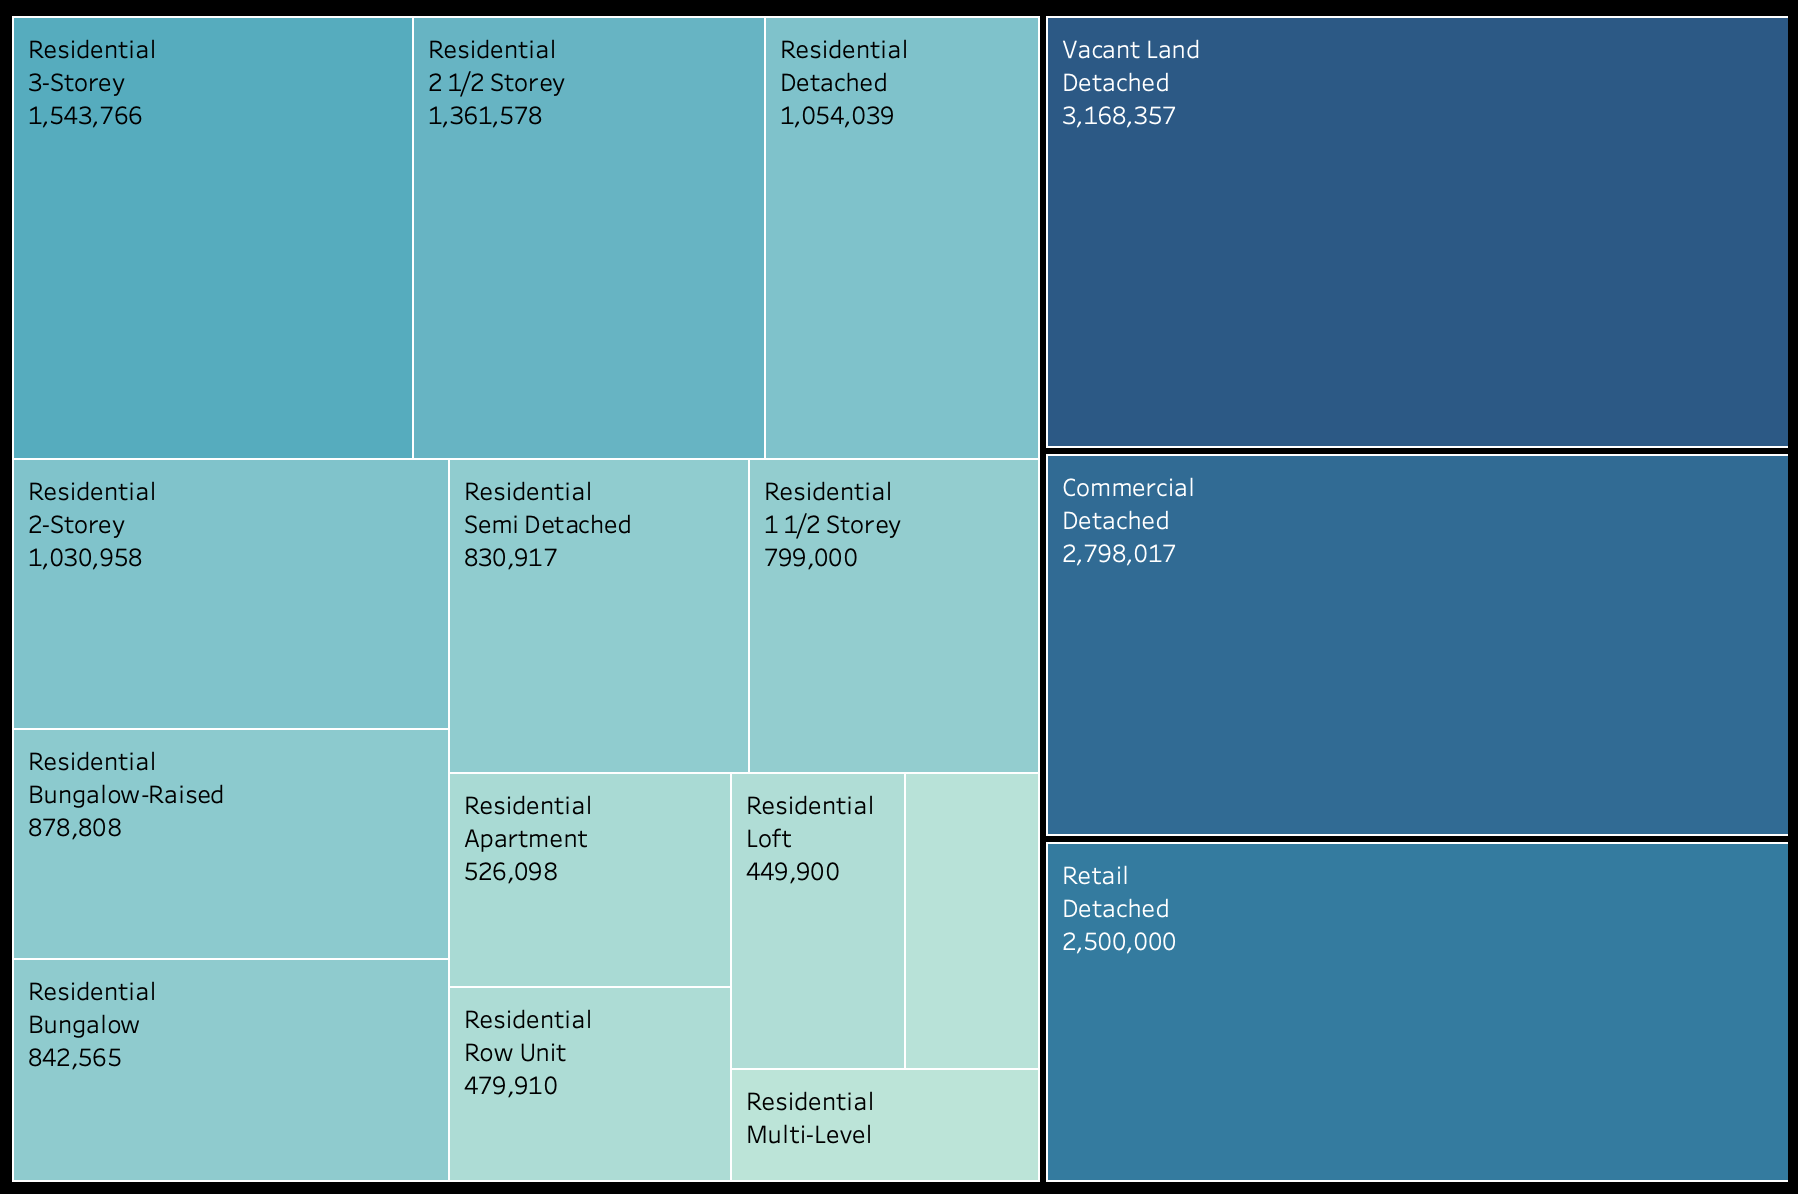 Residential
3-Storey
1,543,766
Residential
2 1/2 Storey
1,361,578
Residential
Detached
1,054,039
Vacant Land
Detached
3,168,357
Residential
2-Storey
1,030,958
Residential
Semi Detached
830,917
Residential
1 1/2 Storey
799,000
Commercial
Detached
2,798,017
Residential
Bungalow-Raised
878,808
Residential
Apartment
526,098
Residential
Loft
449,900
Retail
Detached
2,500,000
Residential
Bungalow
842,565
Residential
Row Unit
479,910
Residential
Multi-Level